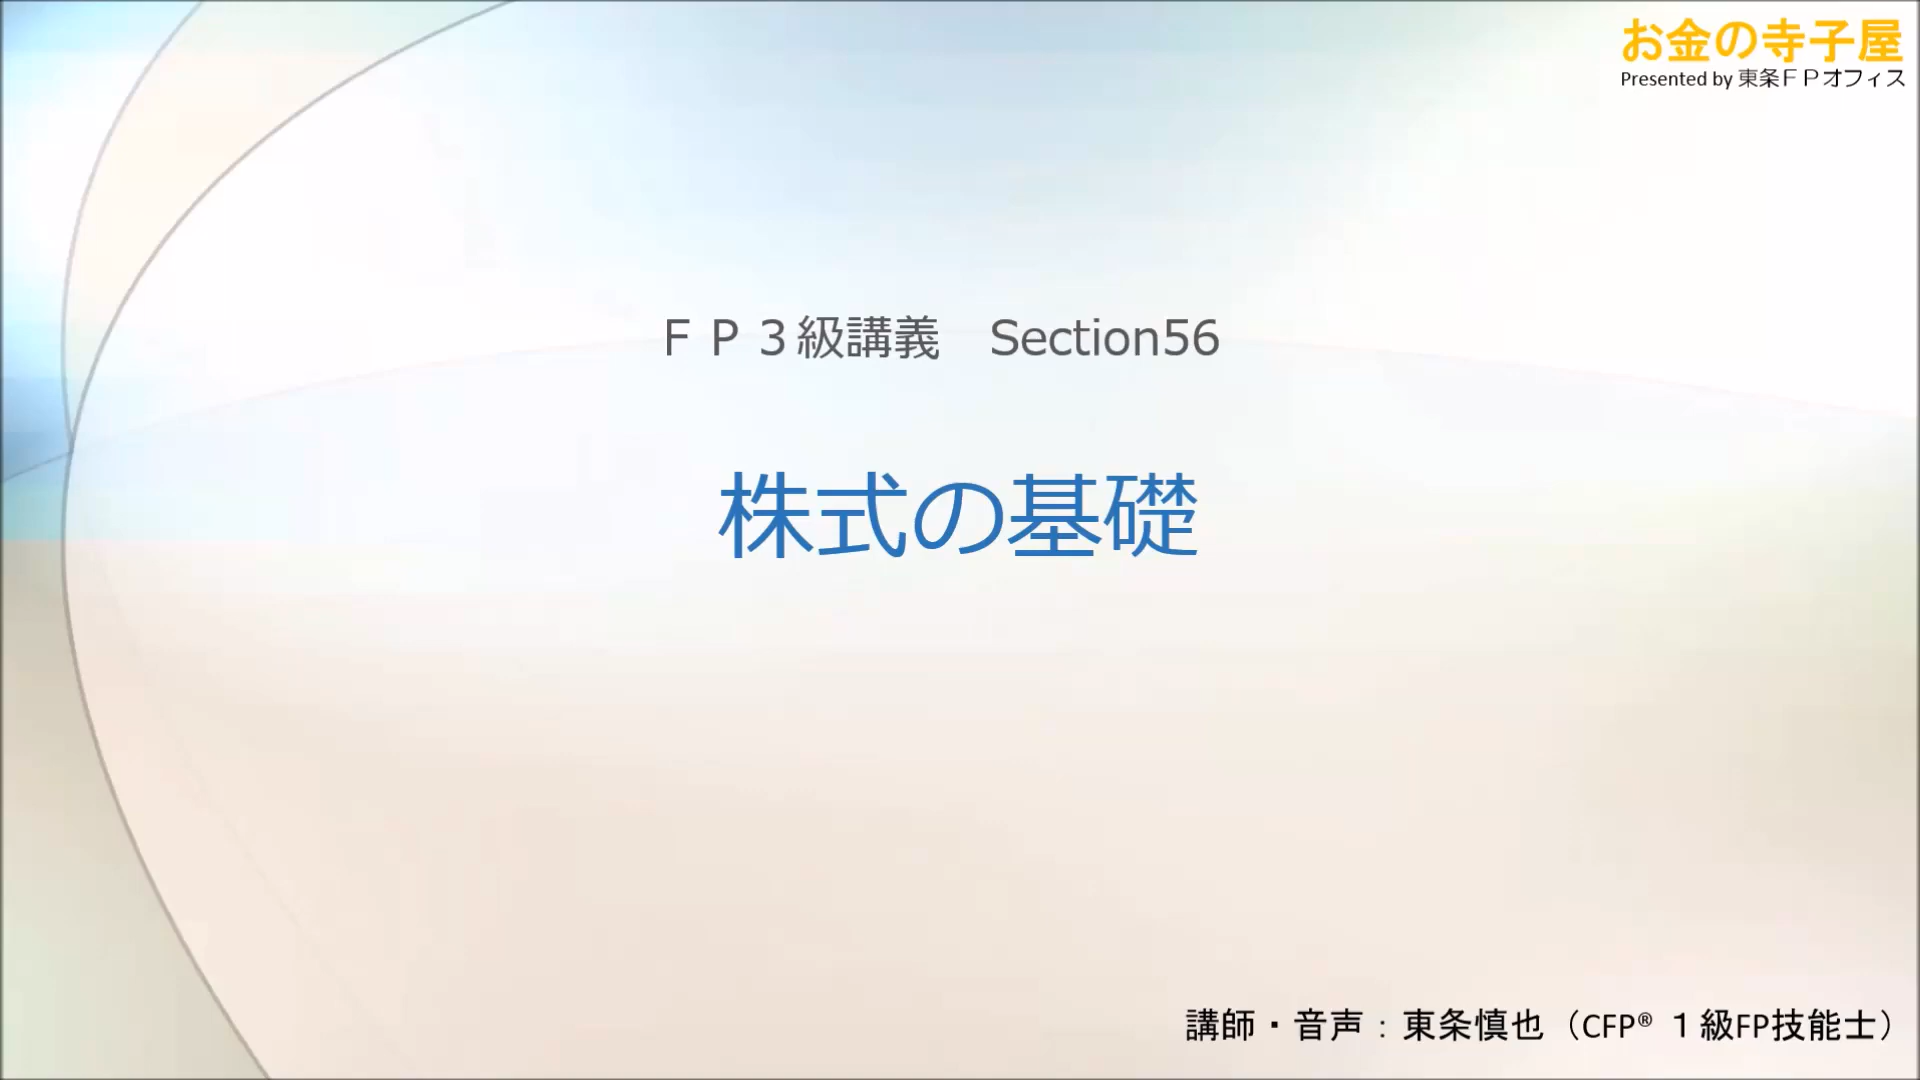 お金の寺子屋
Presented by 東条ＦＰオフィス
ＦＰ３級講義　Section56
株式の基礎
講師・音声：東条慎也（CFP® １級FP技能士）